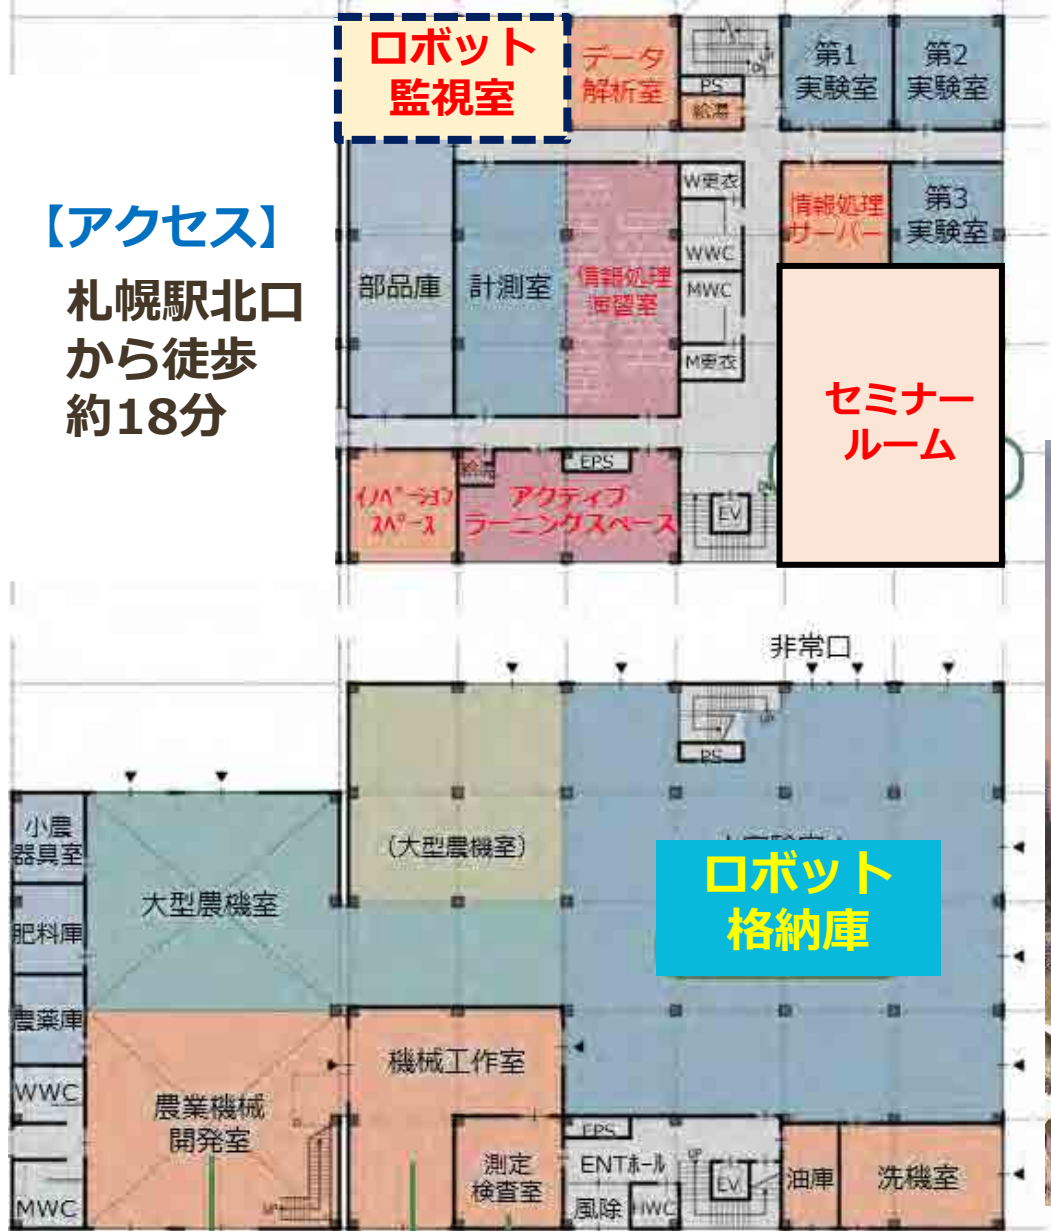 ロボット
監視室
データ
解析室
PS
給湯
UP
DN
第1
実験室
第2
実験室
【アクセス】
札幌駅北口
から徒歩
約18分
部品庫
計測室
情報処理
演習室
W更衣
WWC
MWC
M更衣
情報処理
サーバー
第3
実験室
セミナー
ルーム
イノベーション
スペース
給湯
EPS
アクティブ
ラーニングスペース
EV
DN
非常口
UP
PS
小農
器具室
肥料庫
農薬庫
WWC
MWC
大型農機室
(大型農機室)
ロボット
格納庫
農業機械
開発室
UP
機械工作室
測定
検査室
EPS
ENTホール
風除
HWC
UP
EV
油庫
洗機室